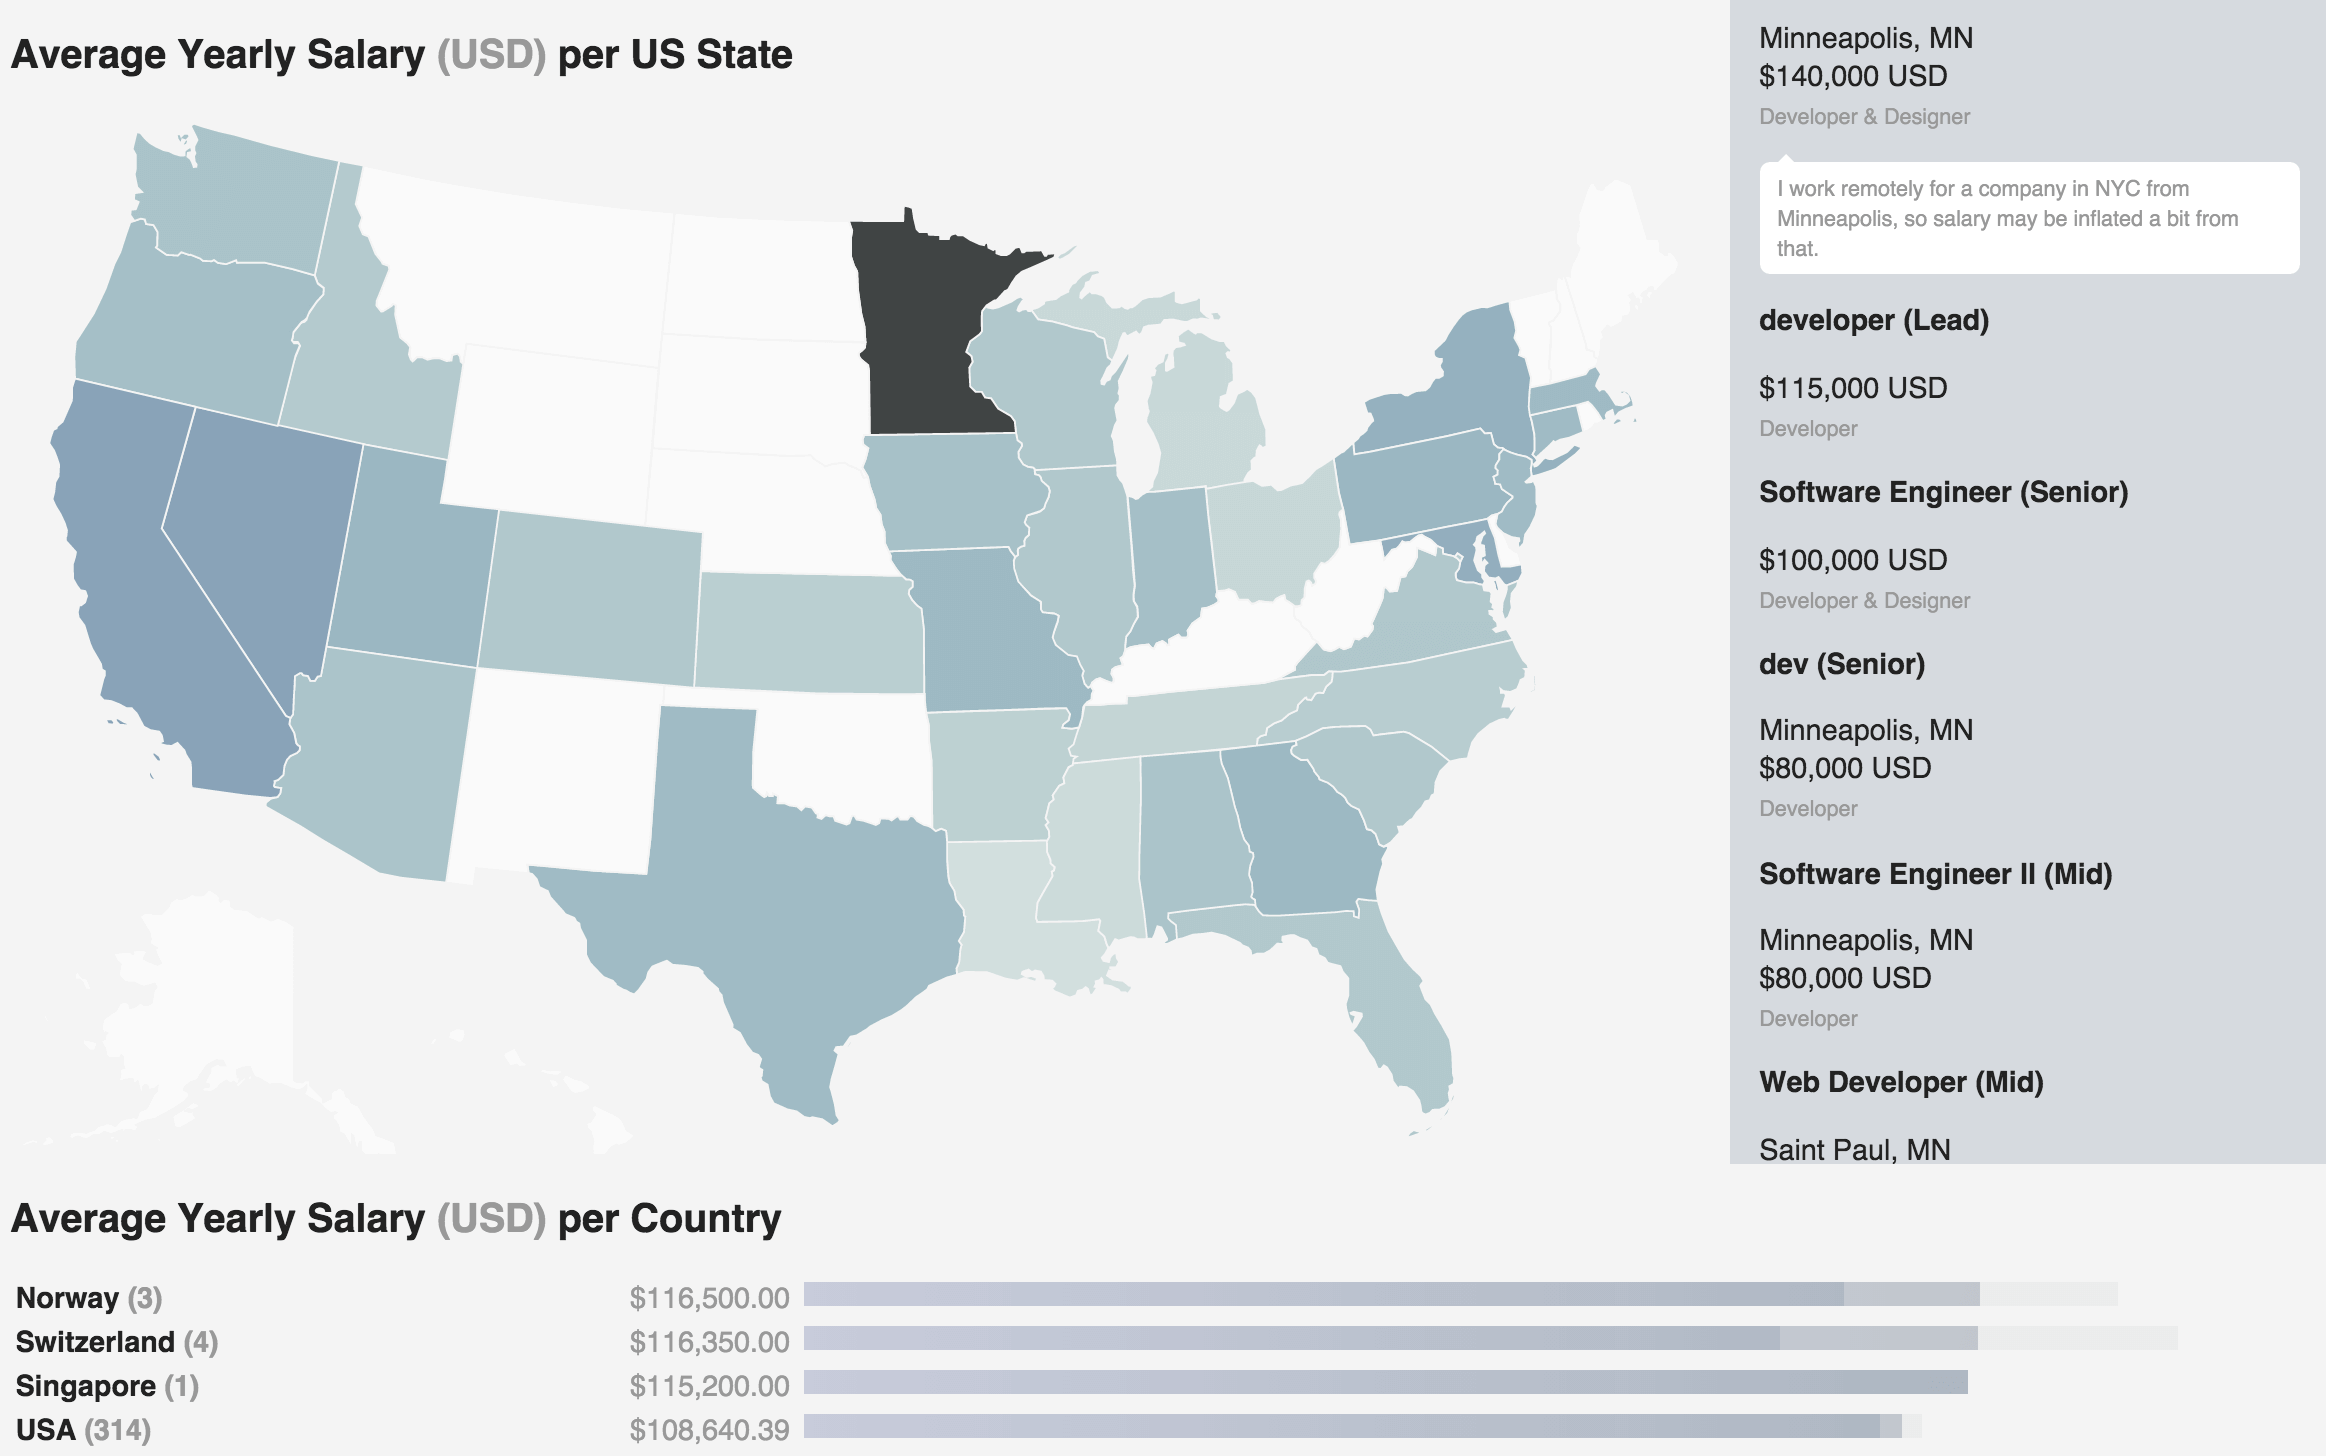 Average Yearly Salary (USD) per US State
Minneapolis, MN
$140,000 USD
Developer & Designer
I work remotely for a company in NYC from
Minneapolis, so salary may be inflated a bit from
that.
developer (Lead)
$115,000 USD
Developer
Software Engineer (Senior)
$100,000 USD
Developer & Designer
dev (Senior)
Minneapolis, MN
$80,000 USD
Developer
Software Engineer II (Mid)
Minneapolis, MN
$80,000 USD
Developer
Web Developer (Mid)
Saint Paul, MN
Average Yearly Salary (USD) per Country
Norway (3) $116,500.00
Switzerland (4) $116,350.00
Singapore (1) $115,200.00
USA (314) $108,640.39